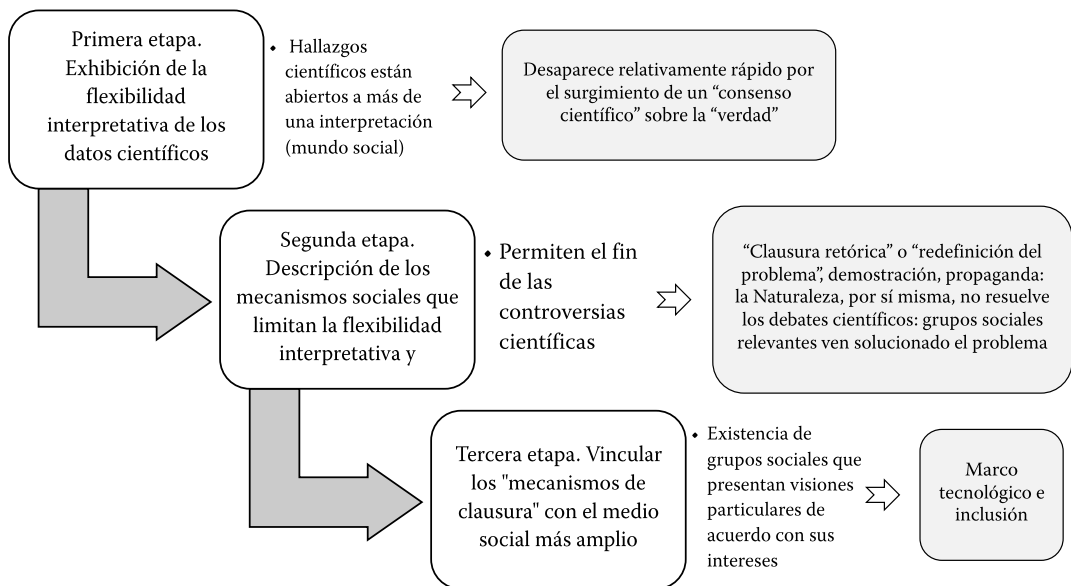 Primera etapa.
Exhibición de la
flexibilidad
interpretativa de los
datos científicos
• Hallazgos
científicos están
abiertos a más de
una interpretación
(mundo social)
Desaparece relativamente rápido por
el surgimiento de un “consenso
científico” sobre la “verdad”
Segunda etapa.
Descripción de los
mecanismos sociales que
limitan la flexibilidad
interpretativa y
• Permiten el fin
de las
controversias
científicas
“Clausura retórica” o “redefinición del
problema”, demostración, propaganda:
la Naturaleza, por sí misma, no resuelve
los debates científicos: grupos sociales
relevantes ven solucionado el problema
Tercera etapa. Vincular
los "mecanismos de
clausura" con el medio
social más amplio
• Existencia de
grupos sociales que
presentan visiones
particulares de
acuerdo con sus
intereses
Marco
tecnológico e
inclusión